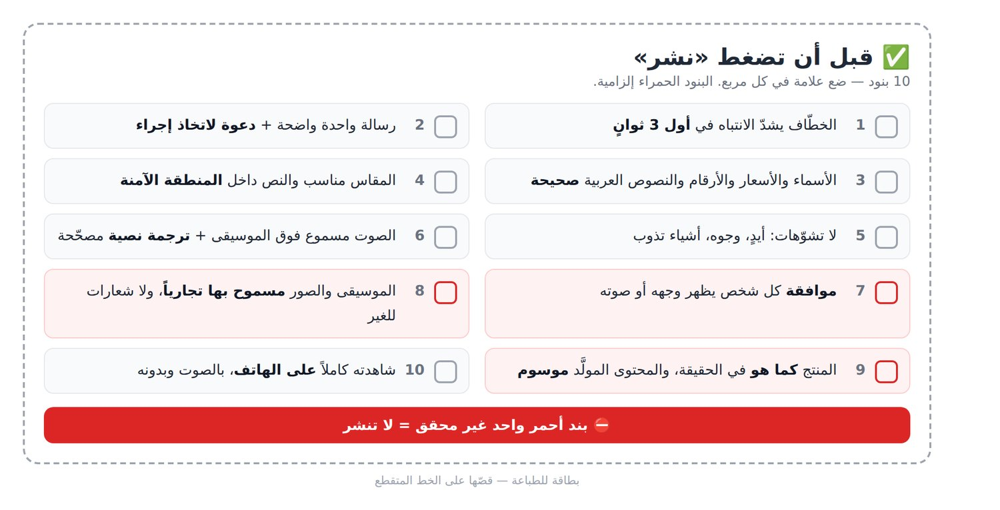 ✅ قبل أن تضغط «نشر»
10 بنود — ضع علامة في كل مربع. البنود الحمراء إلزامية.
1 الخطّاف يشدّ الانتباه في أول 3 ثوانٍ
2 رسالة واحدة واضحة + دعوة لاتخاذ إجراء
3 الأسماء والأسعار والأرقام والنصوص العربية صحيحة
4 المقاس مناسب والنص داخل المنطقة الآمنة
5 لا تشوّهات: أيدٍ، وجوه، أشياء تذوب
6 الصوت مسموع فوق الموسيقى + ترجمة نصية مصحّحة
7 موافقة كل شخص يظهر وجهه أو صوته
8 الموسيقى والصور مسموح بها تجارياً، ولا شعارات
للغير
9 المنتج كما هو في الحقيقة، والمحتوى المولَّد موسوم
10 شاهدته كاملاً على الهاتف، بالصوت وبدونه
⛔ بند أحمر واحد غير محقق = لا تنشر
بطاقة للطباعة — قصّها على الخط المتقطع